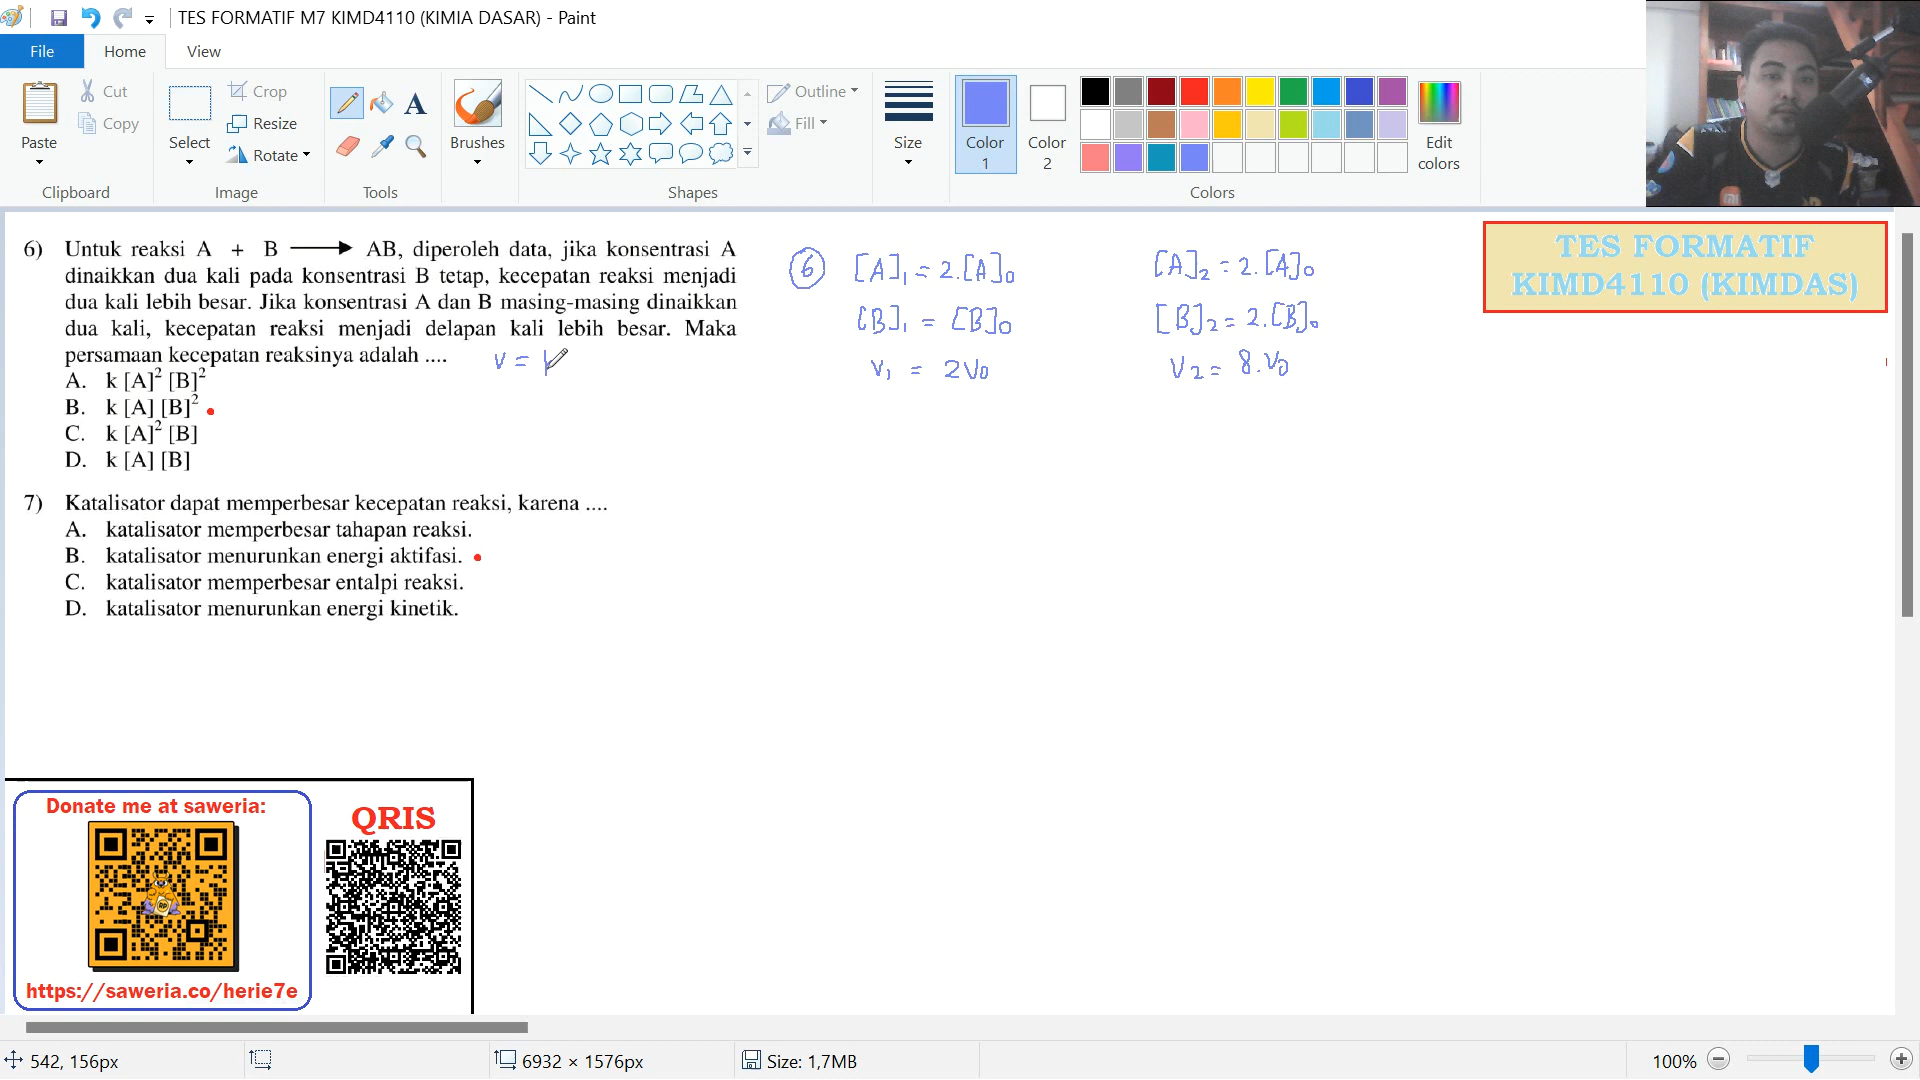 TES FORMATIF M7 KIMD4110 (KIMIA DASAR) - Paint
File
Home
View
Paste
Cut
Copy
Clipboard
Select
Crop
Resize
Rotate
Image
A
Tools
Brushes
Shapes
Outline
Fill
Size
Color 1
Color 2
Edit colors
Colors
6) Untuk reaksi A + B ⟶ AB, diperoleh data, jika konsentrasi A
dinaikkan dua kali pada konsentrasi B tetap, kecepatan reaksi menjadi
dua kali lebih besar. Jika konsentrasi A dan B masing-masing dinaikkan
dua kali, kecepatan reaksi menjadi delapan kali lebih besar. Maka
persamaan kecepatan reaksinya adalah ....
v =
A. k [A]² [B]²
B. k [A] [B]²
C. k [A]² [B]
D. k [A] [B]
7) Katalisator dapat memperbesar kecepatan reaksi, karena ....
A. katalisator memperbesar tahapan reaksi.
B. katalisator menurunkan energi aktifasi.
C. katalisator memperbesar entalpi reaksi.
D. katalisator menurunkan energi kinetik.
6 [A]₁ = 2.[A]₀
[B]₁ = [B]₀
v₁ = 2v₀
[A]₂ = 2.[A]₀
[B]₂ = 2.[B]₀
v₂ = 8.v₀
TES FORMATIF
KIMD4110 (KIMDAS)
Donate me at saweria:
https://saweria.co/herie7e
QRIS
542, 156px
6932 × 1576px
Size: 1,7MB
100%